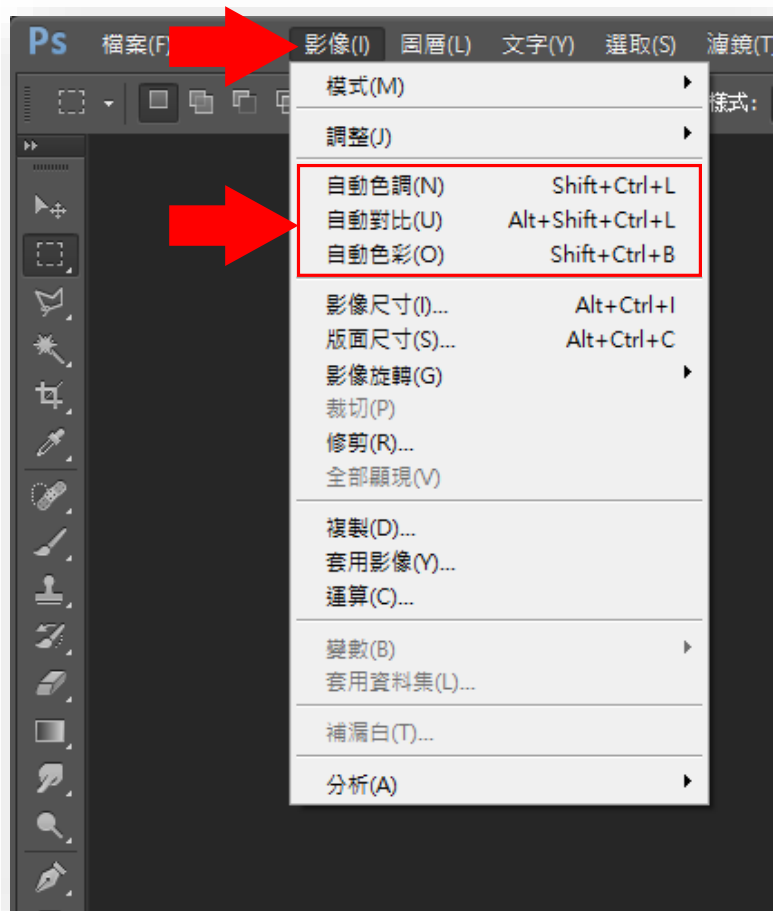 Ps 檔案(F) 影像(I) 圖層(L) 文字(Y) 選取(S) 濾鏡(T
樣式:
模式(M)
調整(J)
自動色調(N) Shift+Ctrl+L
自動對比(U) Alt+Shift+Ctrl+L
自動色彩(O) Shift+Ctrl+B
影像尺寸(I)... Alt+Ctrl+I
版面尺寸(S)... Alt+Ctrl+C
影像旋轉(G)
裁切(P)
修剪(R)...
全部顯現(V)
複製(D)...
套用影像(Y)...
運算(C)...
變數(B)
套用資料集(L)...
補漏白(T)...
分析(A)